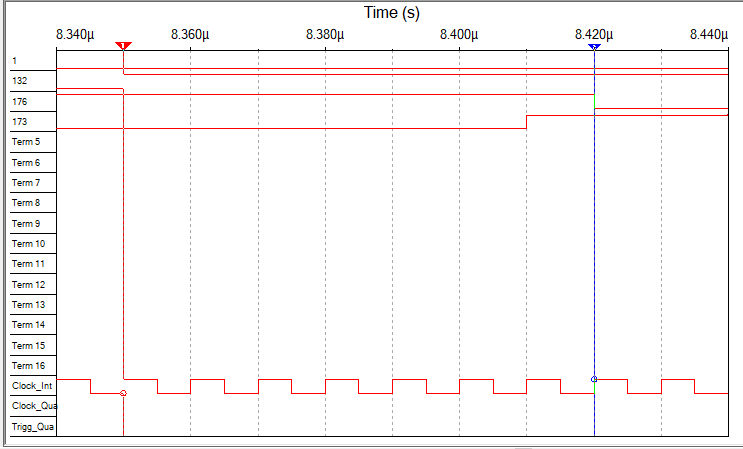 Time (s)
8.340µ 8.360µ 8.380µ 8.400µ 8.420µ 8.440µ
1
132
176
173
Term 5
Term 6
Term 7
Term 8
Term 9
Term 10
Term 11
Term 12
Term 13
Term 14
Term 15
Term 16
Clock_Int
Clock_Qua
Trigg_Qua